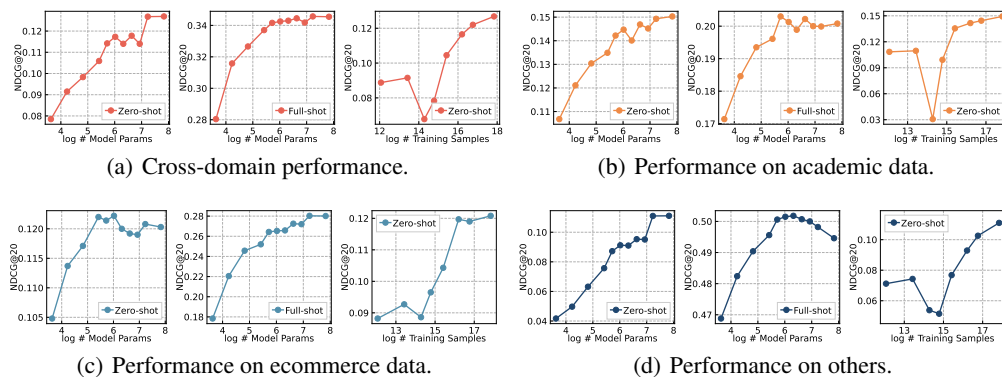 NDCG@20
0.12
0.11
0.10
0.09
0.08
Zero-shot
4 5 6 7 8
log # Model Params
0.34
0.32
0.30
0.28
Full-shot
4 5 6 7 8
log # Model Params
0.12
0.10
0.08
Zero-shot
12 14 16 18
log # Training Samples
(a) Cross-domain performance.
NDCG@20
0.15
0.14
0.13
0.12
0.11
Zero-shot
4 5 6 7 8
log # Model Params
0.20
0.19
0.18
0.17
Full-shot
4 5 6 7 8
log # Model Params
0.15
0.12
0.09
0.06
0.03
Zero-shot
13 15 17
log # Training Samples
(b) Performance on academic data.
NDCG@20
0.120
0.115
0.110
0.105
Zero-shot
4 5 6 7 8
log # Model Params
NDCG@20
0.28
0.26
0.24
0.22
0.20
0.18
Full-shot
4 5 6 7 8
log # Model Params
NDCG@20
0.12
0.11
0.10
0.09
Zero-shot
13 15 17
log # Training Samples
(c) Performance on ecommerce data.
NDCG@20
0.10
0.08
0.06
0.04
Zero-shot
4 5 6 7 8
log # Model Params
NDCG@20
0.50
0.49
0.48
0.47
Full-shot
4 5 6 7 8
log # Model Params
NDCG@20
0.10
0.08
0.06
Zero-shot
13 15 17
log # Training Samples
(d) Performance on others.